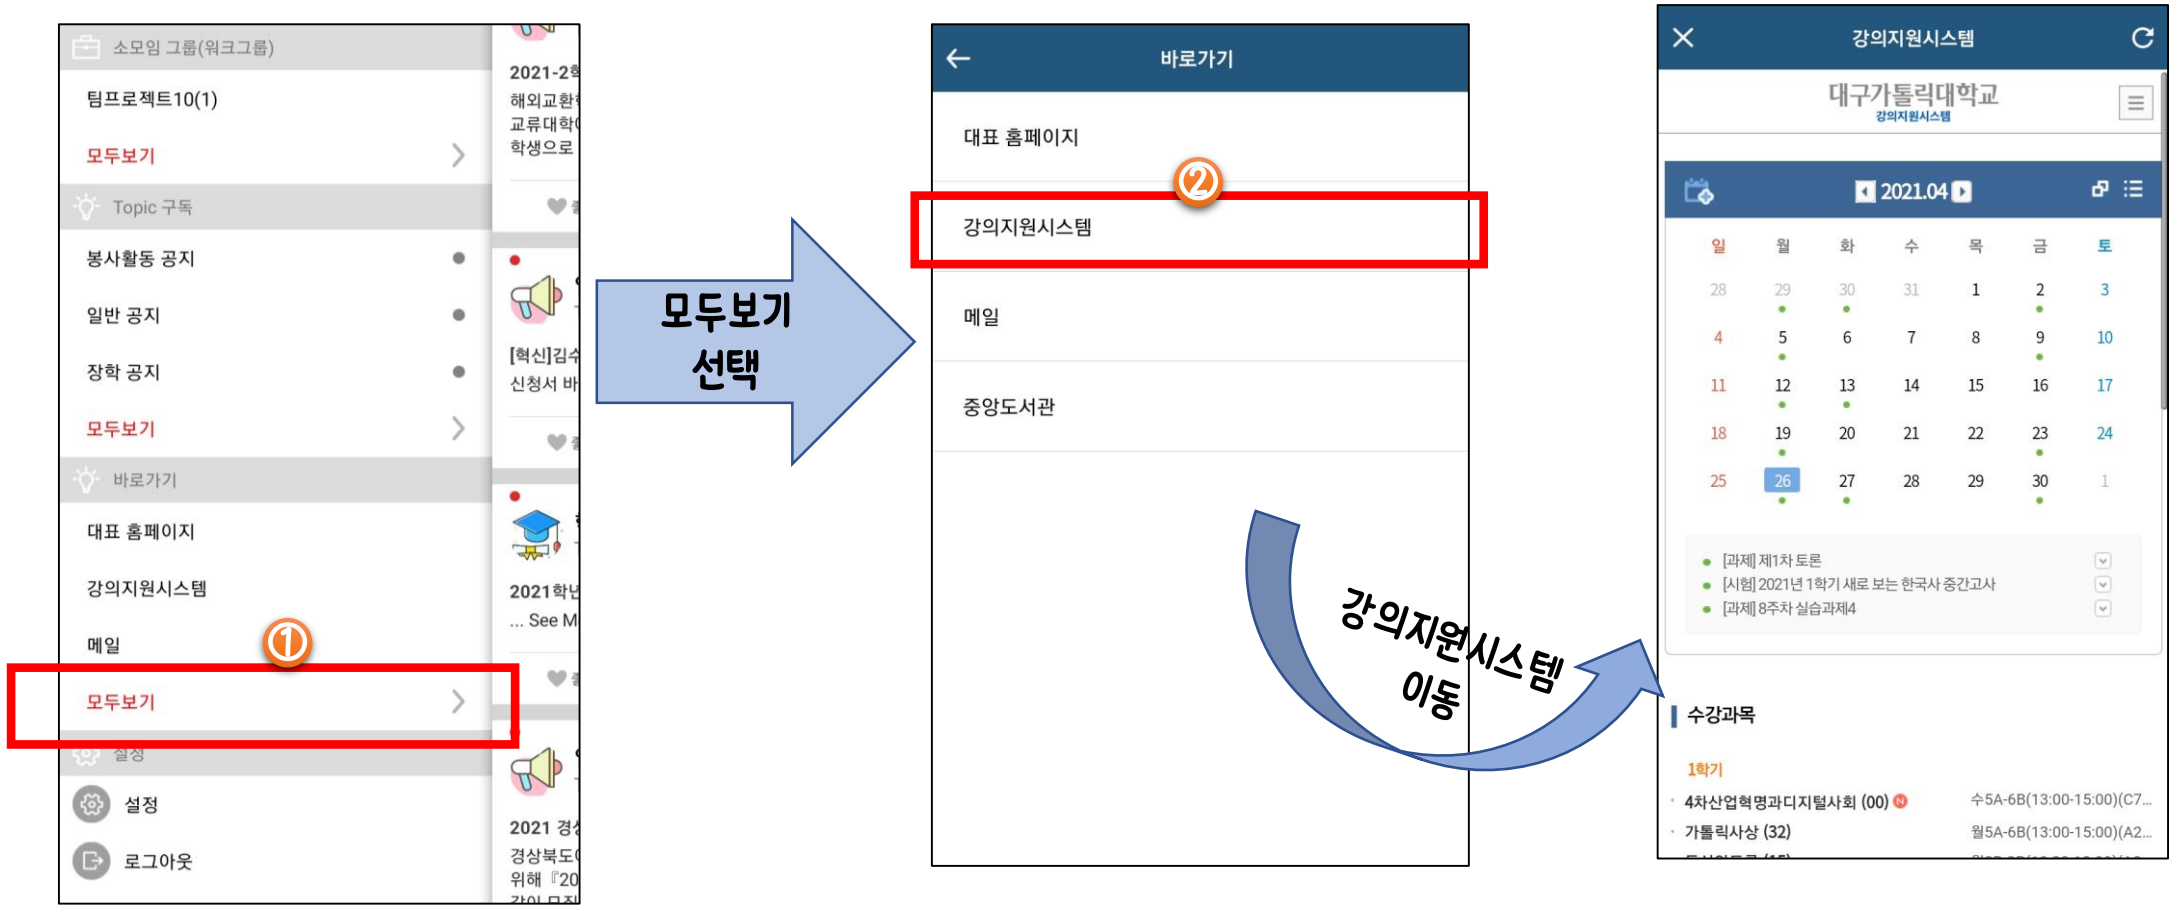 소모임 그룹(워크그룹)
팀프로젝트10(1)
모두보기
Topic 구독
봉사활동 공지
일반 공지
장학 공지
모두보기
바로가기
대표 홈페이지
강의지원시스템
메일
①
모두보기
설정
설정
로그아웃
2021-2학
해외교환
교류대학
학생으로
[혁신]김수
신청서 바
2021학년
... See M
2021 경상
경상북도
위해『20
모두보기
선택
바로가기
대표 홈페이지
②
강의지원시스템
메일
중앙도서관
강의지원시스템
이동
강의지원시스템
대구가톨릭대학교
강의지원시스템
2021.04
일 월 화 수 목 금 토
28 29 30 31 1 2 3
4 5 6 7 8 9 10
11 12 13 14 15 16 17
18 19 20 21 22 23 24
25 26 27 28 29 30 1
[과제] 제1차 토론
[시험] 2021년 1학기 새로 보는 한국사 중간고사
[과제] 8주차 실습과제4
수강과목
1학기
4차산업혁명과디지털사회 (00) N 수5A-6B(13:00-15:00)(C7...
가톨릭사상 (32) 월5A-6B(13:00-15:00)(A2...